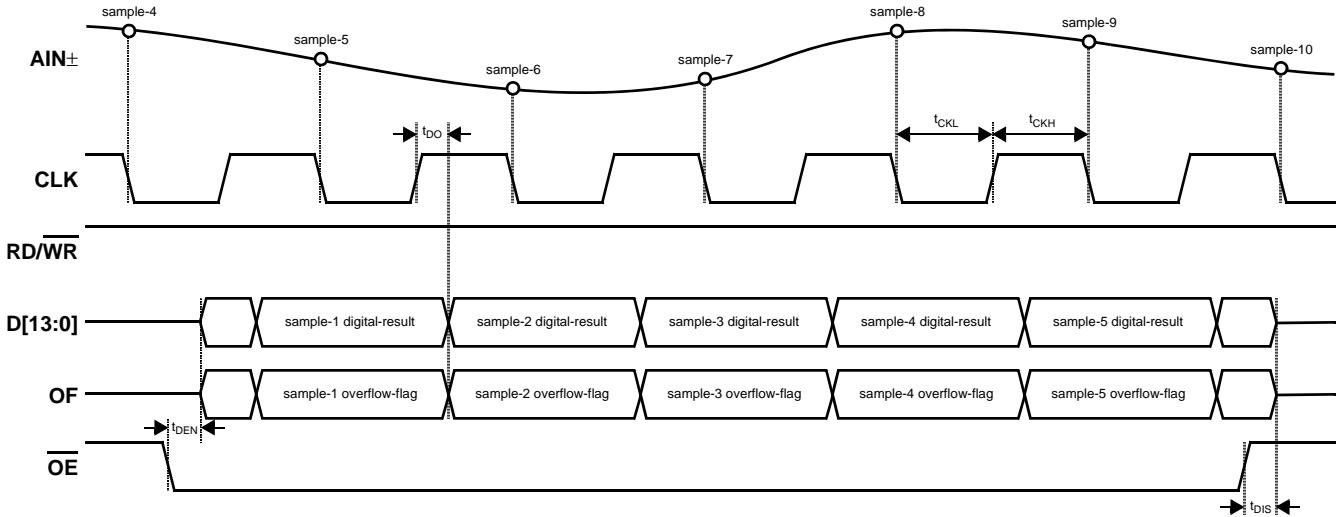 sample-4
sample-5
sample-6
sample-7
sample-8
sample-9
sample-10
AIN±
tDO
tCKL
tCKH
CLK
RD/WR
D[13:0]
sample-1 digital-result
sample-2 digital-result
sample-3 digital-result
sample-4 digital-result
sample-5 digital-result
OF
sample-1 overflow-flag
sample-2 overflow-flag
sample-3 overflow-flag
sample-4 overflow-flag
sample-5 overflow-flag
tDEN
OE
tDIS